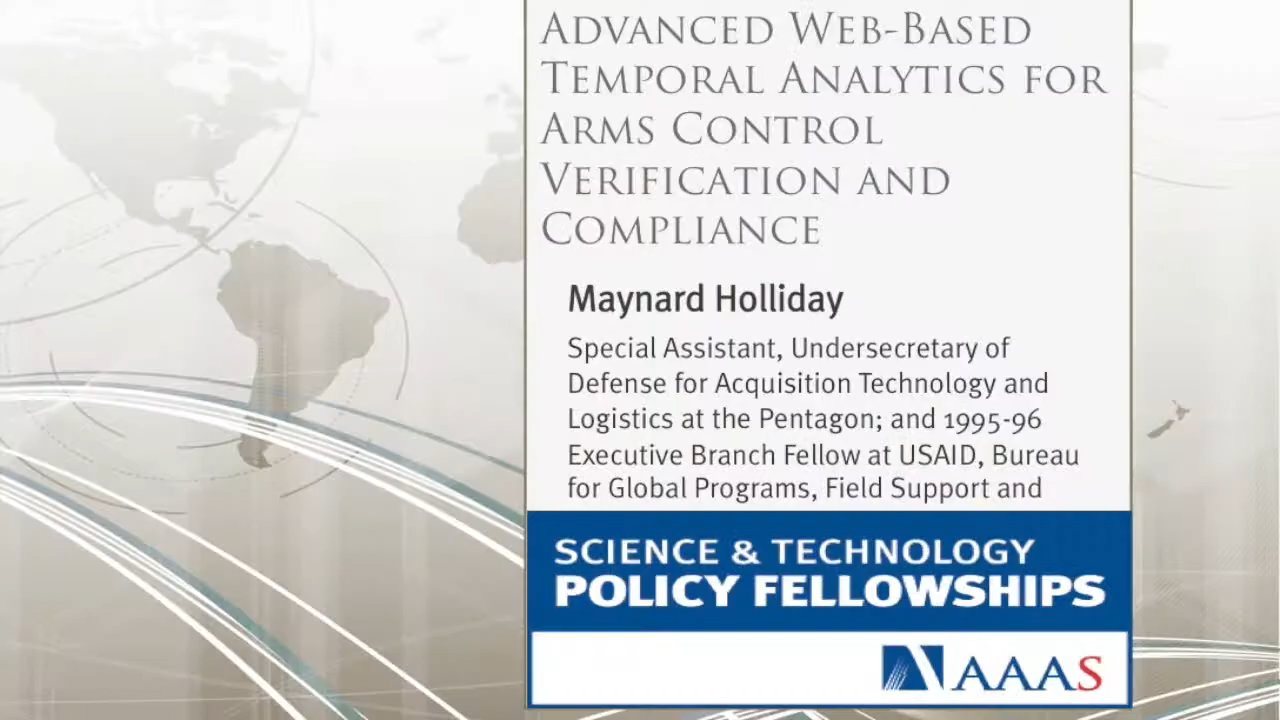 ADVANCED WEB-BASED
TEMPORAL ANALYTICS FOR
ARMS CONTROL
VERIFICATION AND
COMPLIANCE
Maynard Holliday
Special Assistant, Undersecretary of
Defense for Acquisition Technology and
Logistics at the Pentagon; and 1995-96
Executive Branch Fellow at USAID, Bureau
for Global Programs, Field Support and
SCIENCE & TECHNOLOGY
POLICY FELLOWSHIPS
AAAS